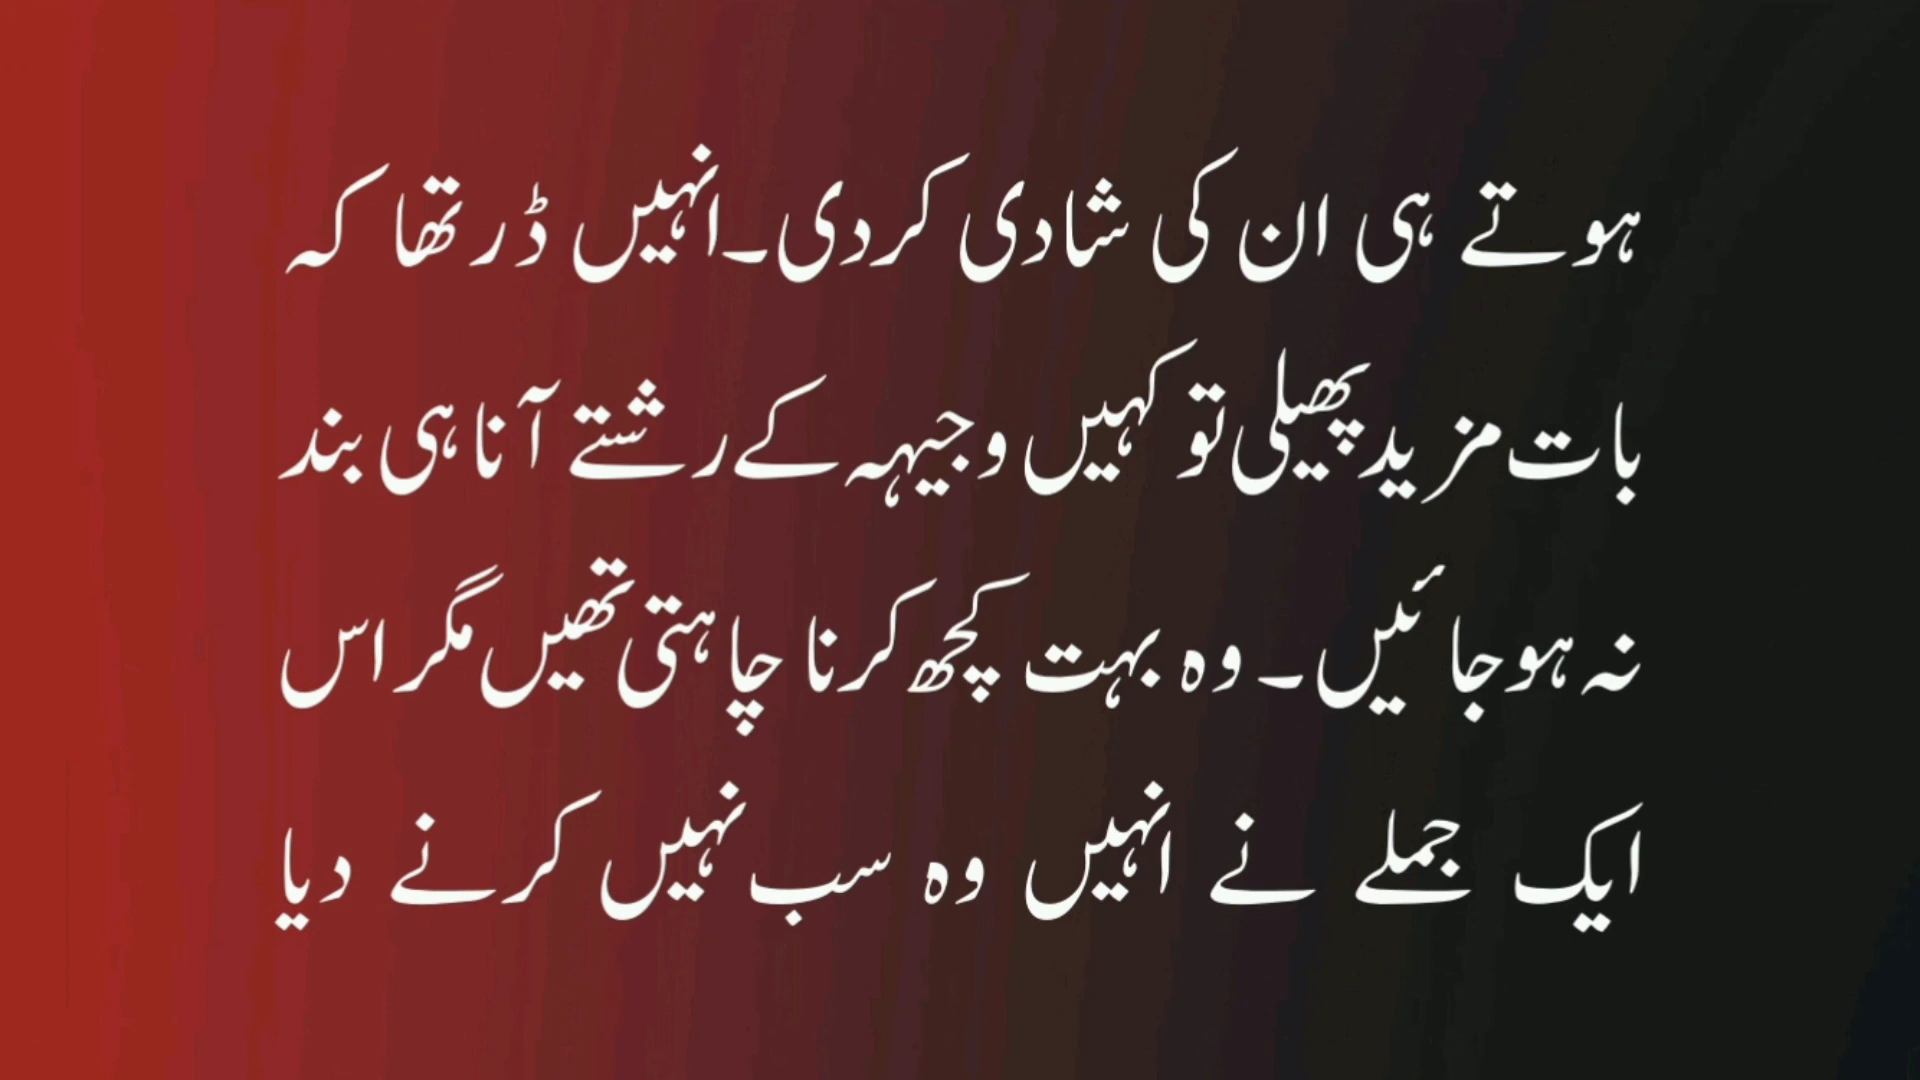 ہوتے ہی ان کی شادی کردی۔انہیں ڈر تھا کہ
بات مزید پھیلی تو کہیں وجیہہ کے رشتے آنا ہی بند
نہ ہوجائیں۔ وہ بہت کچھ کرنا چاہتی تھیں مگر اس
ایک جملے نے انہیں وہ سب نہیں کرنے دیا